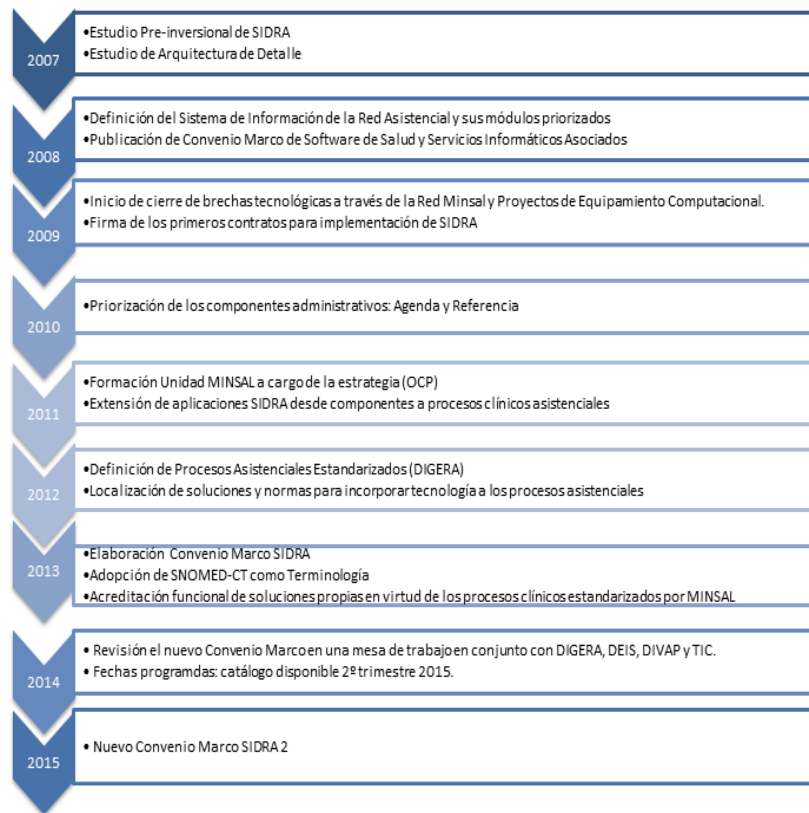 2007
•Estudio Pre-inversional de SIDRA
•Estudio de Arquitectura de Detalle
2008
•Definición del Sistema de Información de la Red Asistencial y sus módulos priorizados
•Publicación de Convenio Marco de Software de Salud y Servicios Informáticos Asociados
2009
•Inicio de cierre de brechas tecnológicas a través de la Red Minsal y Proyectos de Equipamiento Computacional.
•Firma de los primeros contratos para implementación de SIDRA
2010
•Priorización de los componentes administrativos: Agenda y Referencia
2011
•Formación Unidad MINSAL a cargo de la estrategia (OCP)
•Extensión de aplicaciones SIDRA desde componentes a procesos clínicos asistenciales
2012
•Definición de Procesos Asistenciales Estandarizados (DIGERA)
•Localización de soluciones y normas para incorporar tecnología a los procesos asistenciales
2013
•Elaboración Convenio Marco SIDRA
•Adopción de SNOMED-CT como Terminología
•Acreditación funcional de soluciones propias en virtud de los procesos clínicos estandarizados por MINSAL
2014
• Revisión el nuevo Convenio Marco en una mesa de trabajo en conjunto con DIGERA, DEIS, DIVAP y TIC.
• Fechas programdas: catálogo disponible 2º trimestre 2015.
2015
• Nuevo Convenio Marco SIDRA 2